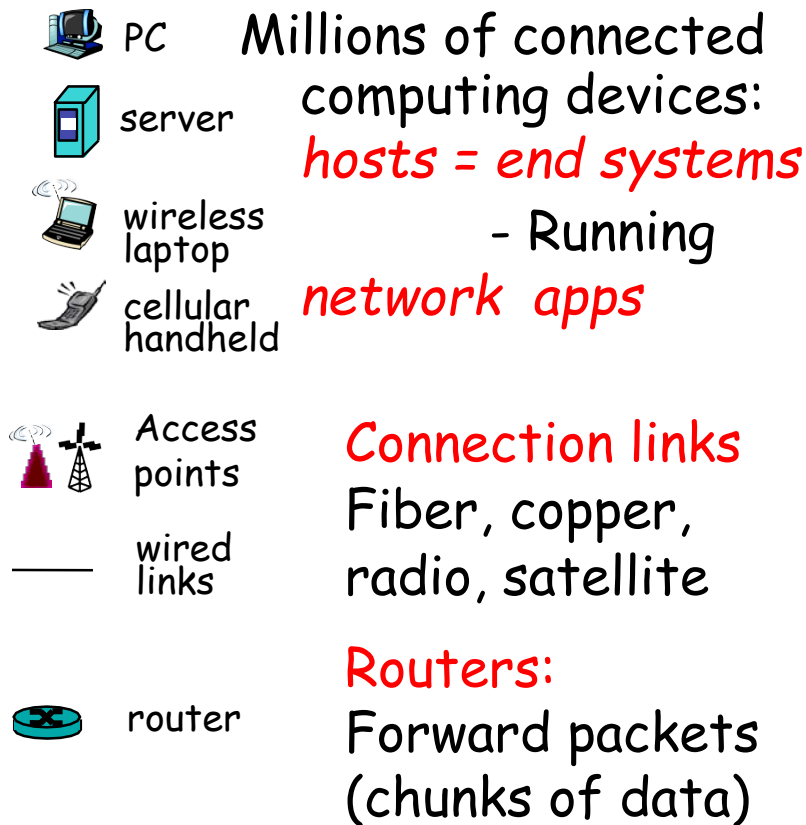 PC
Millions of connected
computing devices:
hosts = end systems
- Running
network apps
server
wireless
laptop
cellular
handheld
Access
points
wired
links
Connection links
Fiber, copper,
radio, satellite
router
Routers:
Forward packets
(chunks of data)